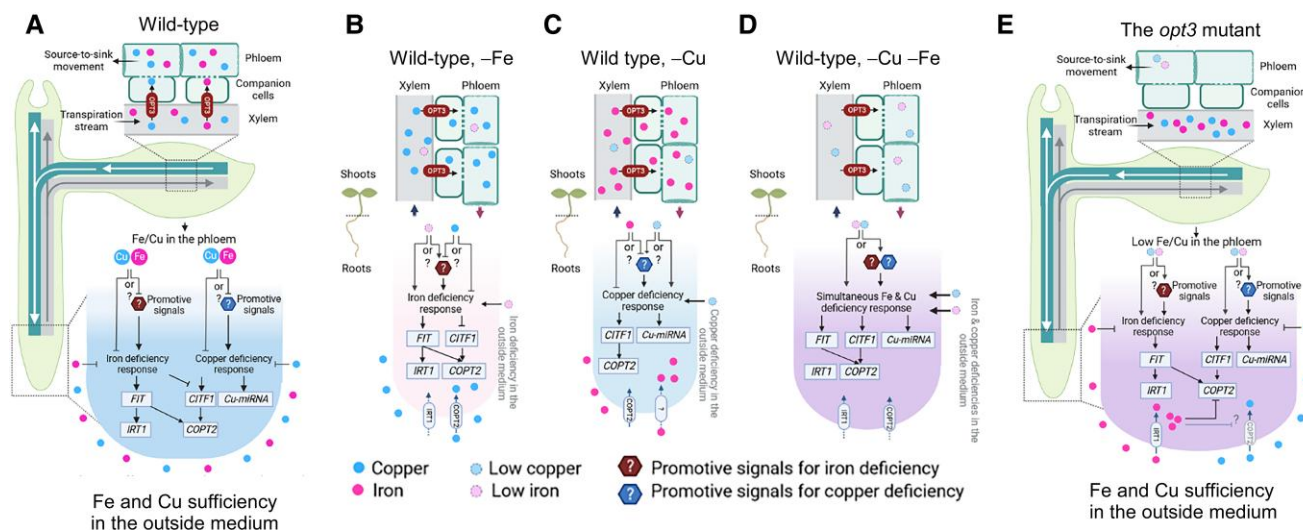 A
Wild-type
Source-to-sink
movement
Phloem
Companion
cells
OPT3
OPT3
Transpiration
stream
Xylem
Fe/Cu in the phloem
Cu
Fe
Cu
Fe
or
?
?
Promotive
signals
or
?
?
Promotive
signals
Iron deficiency
response
Copper deficiency
response
FIT
CITF1
Cu-miRNA
IRT1
COPT2
Fe and Cu sufficiency
in the outside medium
B
Wild-type, –Fe
Xylem
Phloem
OPT3
OPT3
Shoots
Roots
or
?
?
Iron deficiency
response
FIT
CITF1
IRT1
COPT2
IRT1
COPT2
Iron deficiency in the
outside medium
C
Wild type, –Cu
Xylem
Phloem
OPT3
OPT3
Shoots
Roots
or
?
?
Copper deficiency
response
CITF1
Cu-miRNA
COPT2
COPT2
?
Copper deficiency in the
outside medium
D
Wild-type, –Cu –Fe
Xylem
Phloem
OPT3
OPT3
Shoots
Roots
or
?
?
?
Simultaneous Fe & Cu
deficiency response
FIT
CITF1
Cu-miRNA
IRT1
COPT2
IRT1
COPT2
Iron & copper deficiencies in the
outside medium
E
The opt3 mutant
Source-to-sink
movement
Phloem
Companion
cells
Transpiration
stream
Xylem
Low Fe/Cu in the phloem
or
?
?
Promotive
signals
or
?
?
Promotive
signals
Iron deficiency
response
Copper deficiency
response
FIT
CITF1
Cu-miRNA
IRT1
COPT2
IRT1
?
COPT2
Fe and Cu sufficiency
in the outside medium
Copper
Iron
Low copper
Low iron
?
Promotive signals for iron deficiency
?
Promotive signals for copper deficiency